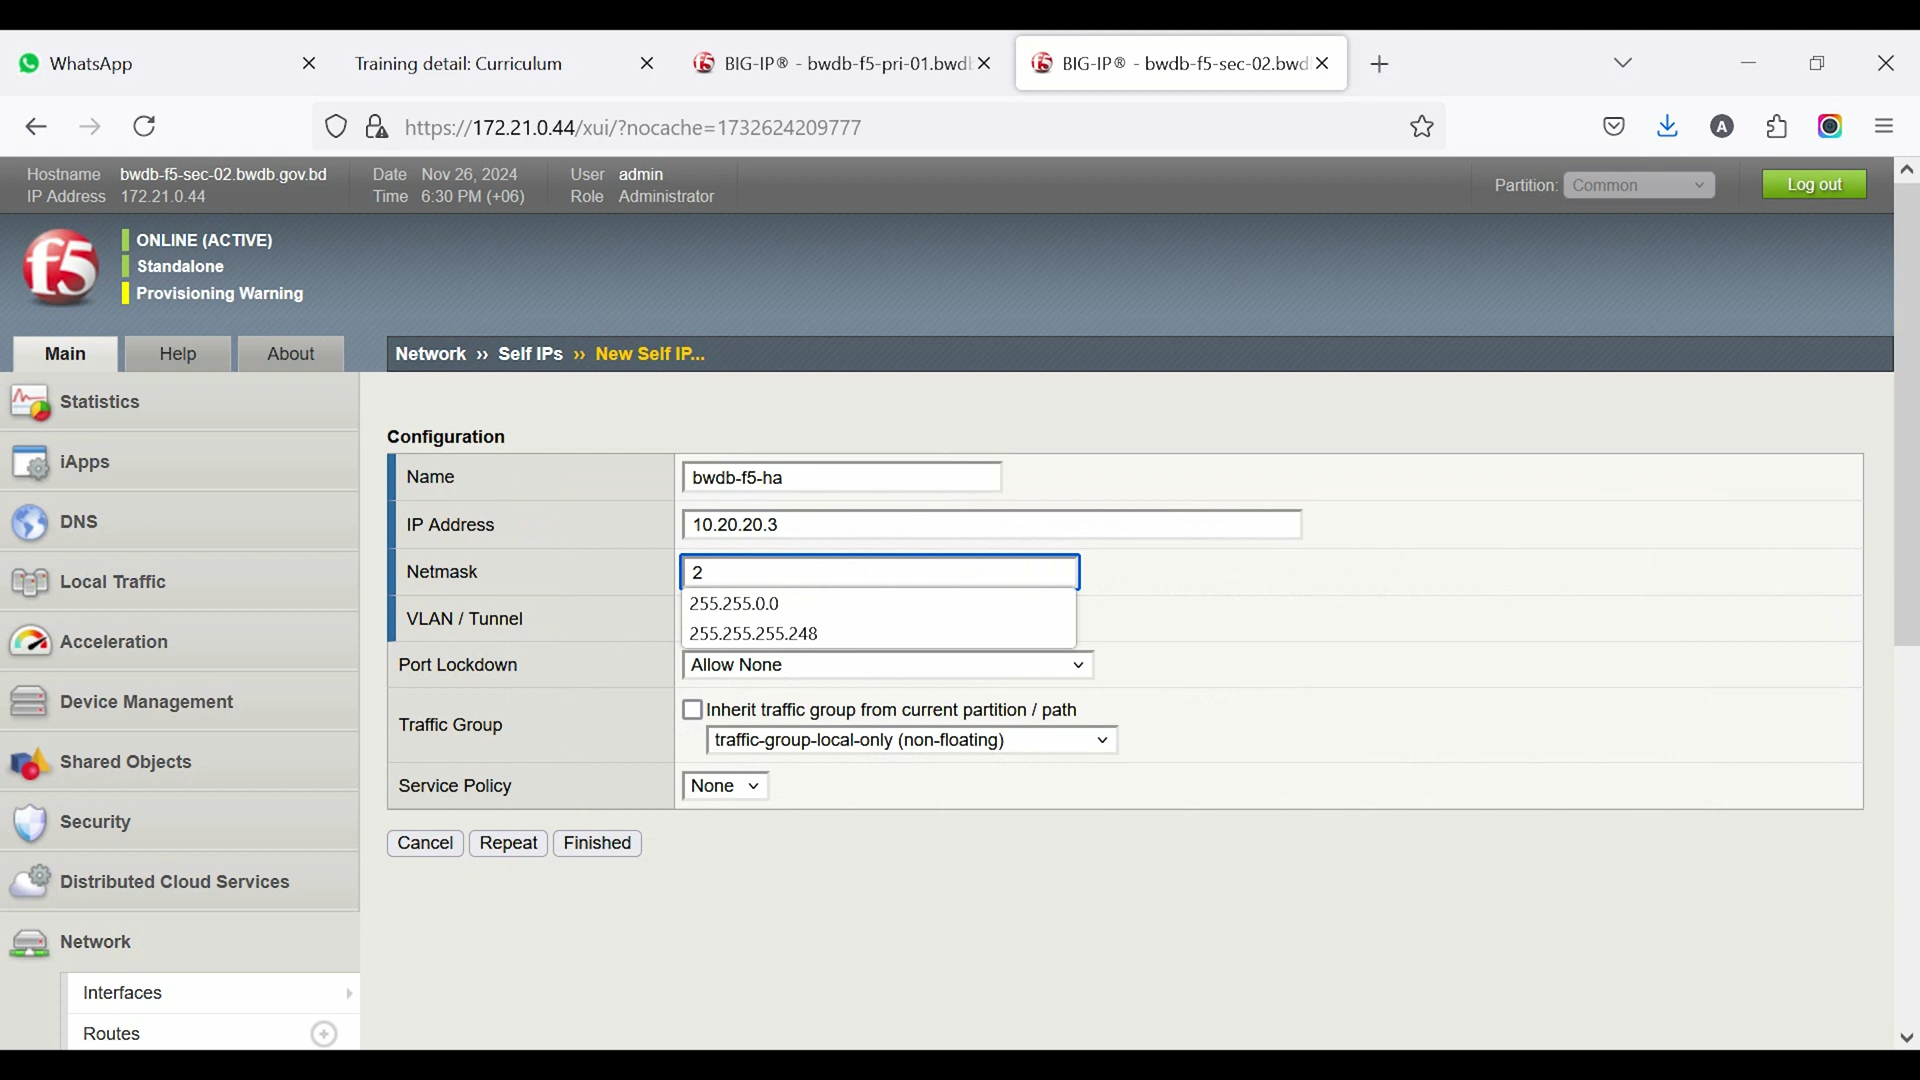 WhatsApp
Training detail: Curriculum
BIG-IP® - bwdb-f5-pri-01.bwdb
BIG-IP® - bwdb-f5-sec-02.bwd
https://172.21.0.44/xui/?nocache=1732624209777
A
Hostname bwdb-f5-sec-02.bwdb.gov.bd
IP Address 172.21.0.44
Date Nov 26, 2024
Time 6:30 PM (+06)
User admin
Role Administrator
Partition: Common
Log out
f5
ONLINE (ACTIVE)
Standalone
Provisioning Warning
Main
Help
About
Network ›› Self IPs ›› New Self IP...
Statistics
iApps
DNS
Local Traffic
Acceleration
Device Management
Shared Objects
Security
Distributed Cloud Services
Network
Interfaces
Routes
Configuration
Name bwdb-f5-ha
IP Address 10.20.20.3
Netmask 2
255.255.0.0
255.255.255.248
VLAN / Tunnel
Port Lockdown Allow None
Traffic Group Inherit traffic group from current partition / path
traffic-group-local-only (non-floating)
Service Policy None
Cancel Repeat Finished